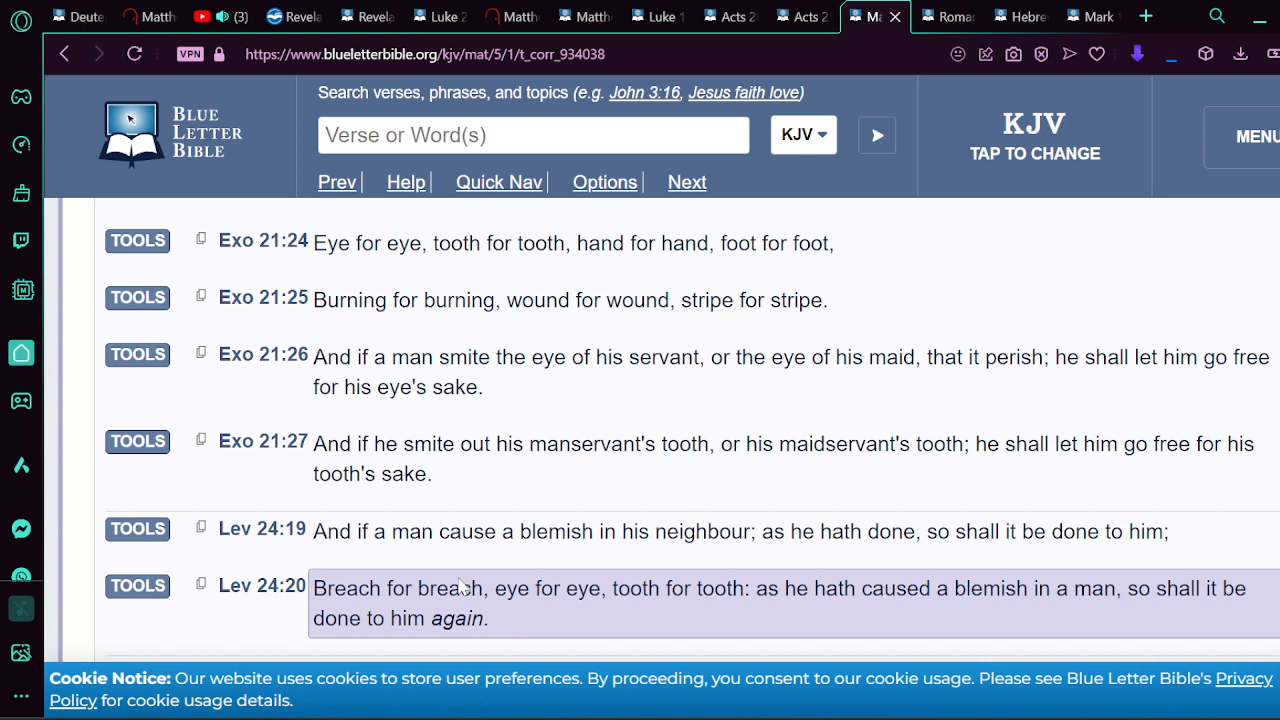 Deute
Matth
(3)
Revela
Revela
Luke 2
Matth
Matth
Luke 1
Acts 2
Acts 2
Ma
Roma
Hebre
Mark 1
VPN
https://www.blueletterbible.org/kjv/mat/5/1/t_corr_934038
BLUE
LETTER
BIBLE
Search verses, phrases, and topics (e.g. John 3:16, Jesus faith love)
Verse or Word(s)
KJV
Prev
Help
Quick Nav
Options
Next
KJV
TAP TO CHANGE
MENU
TOOLS Exo 21:24 Eye for eye, tooth for tooth, hand for hand, foot for foot,
TOOLS Exo 21:25 Burning for burning, wound for wound, stripe for stripe.
TOOLS Exo 21:26 And if a man smite the eye of his servant, or the eye of his maid, that it perish; he shall let him go free
for his eye's sake.
TOOLS Exo 21:27 And if he smite out his manservant's tooth, or his maidservant's tooth; he shall let him go free for his
tooth's sake.
TOOLS Lev 24:19 And if a man cause a blemish in his neighbour; as he hath done, so shall it be done to him;
TOOLS Lev 24:20 Breach for breach, eye for eye, tooth for tooth: as he hath caused a blemish in a man, so shall it be
done to him again.
Cookie Notice: Our website uses cookies to store user preferences. By proceeding, you consent to our cookie usage. Please see Blue Letter Bible's Privacy
Policy for cookie usage details.